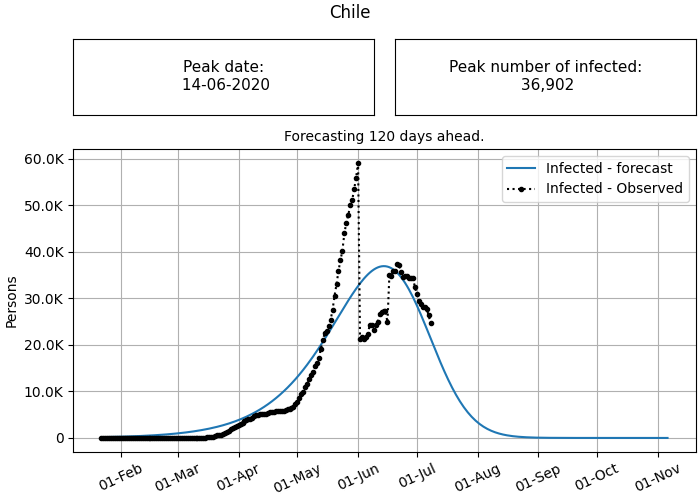 Chile
Peak date:
14-06-2020
Peak number of infected:
36,902
Forecasting 120 days ahead.
60.0K
50.0K
40.0K
30.0K
20.0K
10.0K
0
Persons
Infected - forecast
Infected - Observed
01-Feb
01-Mar
01-Apr
01-May
01-Jun
01-Jul
01-Aug
01-Sep
01-Oct
01-Nov